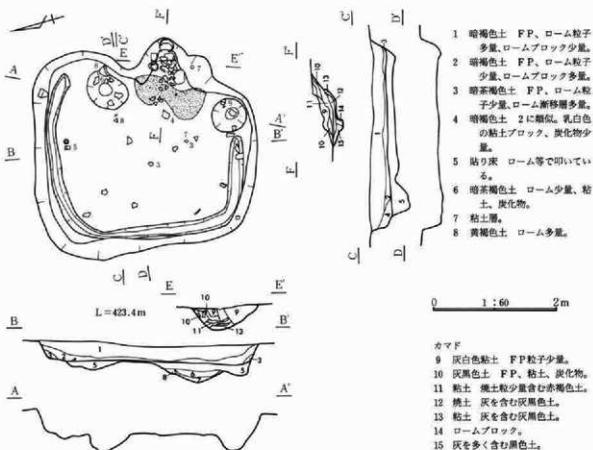 1 暗褐色土 FP、ローム粒子
多量、ロームブロック少量。
2 暗褐色土 FP、ローム粒子
少量、ロームブロック多量。
3 暗茶褐色土 FP、ローム粒
子少量、ローム漸移層多量。
4 暗褐色土 2に類似。乳白色
の粘土ブロック、炭化物少
量。
5 貼り床 ローム等で叩いてい
る。
6 暗茶褐色土 ローム少量、粘
土、炭化物。
7 粘土層。
8 黄褐色土 ローム多量。
0 1:60 2m
カマド
9 灰白色粘土 FP粒子少量。
10 灰黒色土 FP、粘土、炭化物。
11 粘土 焼土粒少量含む赤褐色土。
12 焼土 灰を含む灰黒色土。
13 粘土 灰を含む灰黒色土。
14 ロームブロック。
15 灰を多く含む黒色土。
L=423.4m
A
A'
B
B'
C
C'
D
D'
E
E'
F
F'